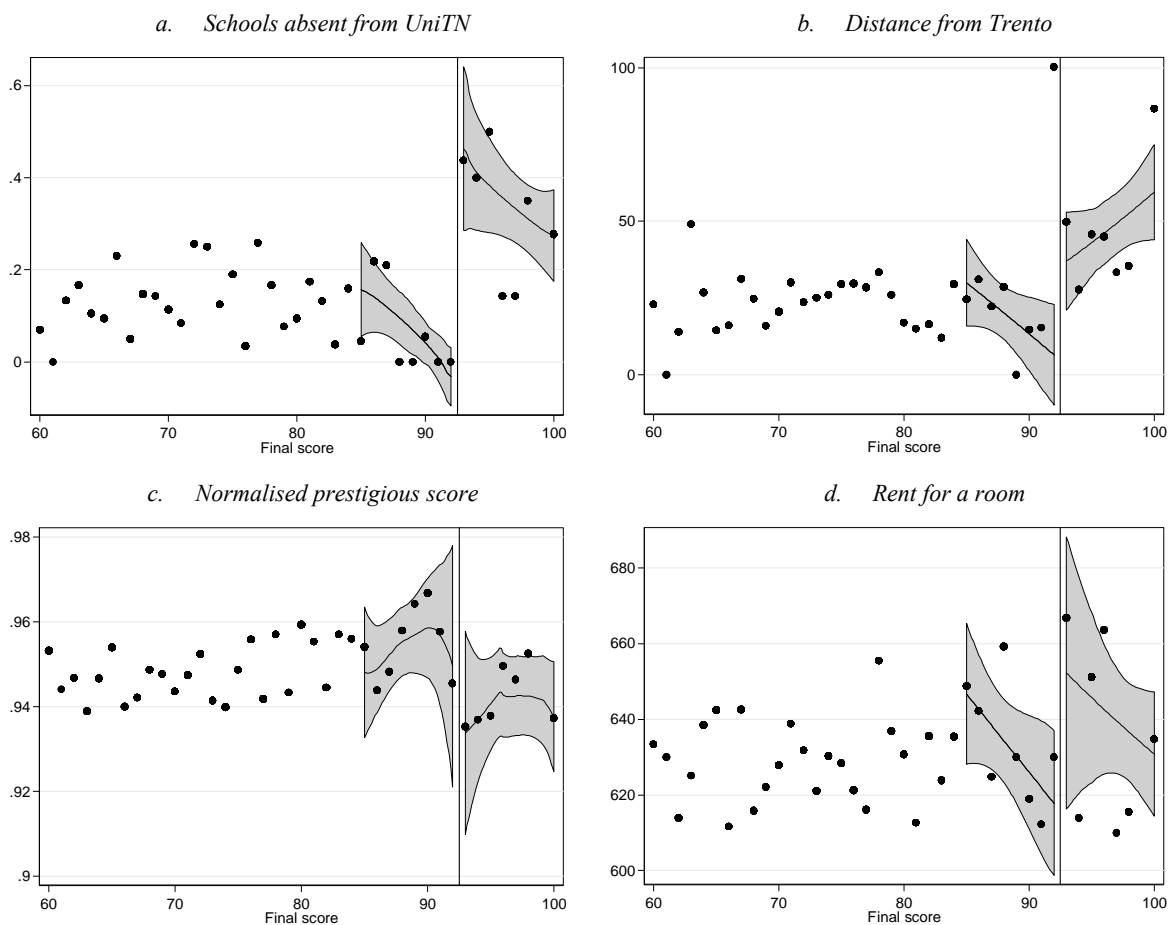 a. Schools absent from UniTN
.6
.4
.2
0
60 70 80 90 100
Final score
b. Distance from Trento
100
50
0
60 70 80 90 100
Final score
c. Normalised prestigious score
.98
.96
.94
.92
.9
60 70 80 90 100
Final score
d. Rent for a room
680
660
640
620
600
60 70 80 90 100
Final score